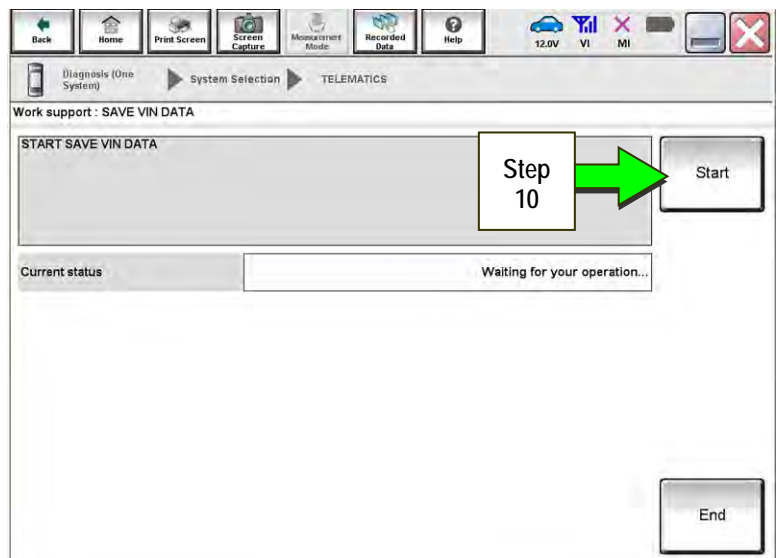 Back
Home
Print Screen
Screen
Capture
Measurement
Mode
Recorded
Data
Help
12.0V
VI
MI
Diagnosis (One
System)
System Selection
TELEMATICS
Work support : SAVE VIN DATA
START SAVE VIN DATA
Step
10
Start
Current status
Waiting for your operation...
End